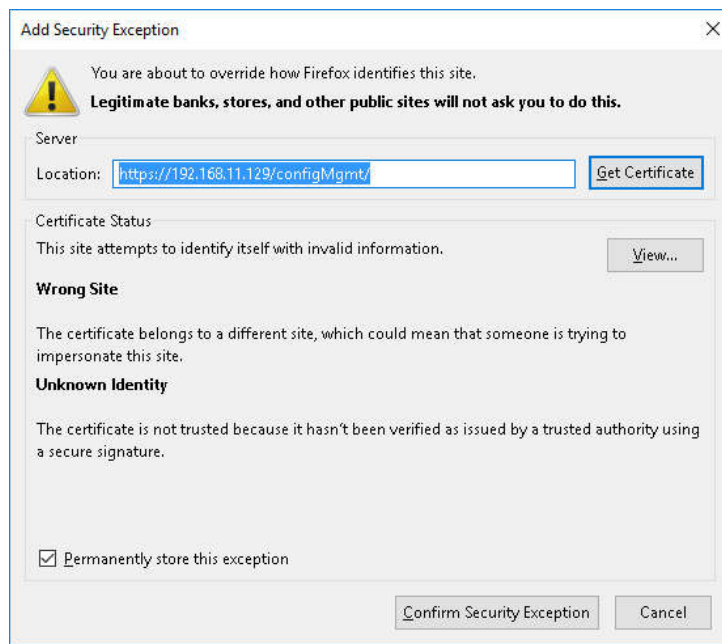 Add Security Exception
You are about to override how Firefox identifies this site.
Legitimate banks, stores, and other public sites will not ask you to do this.
Server
Location: https://192.168.11.129/configMgmt/ Get Certificate
Certificate Status
This site attempts to identify itself with invalid information. View...
Wrong Site
The certificate belongs to a different site, which could mean that someone is trying to
impersonate this site.
Unknown Identity
The certificate is not trusted because it hasn't been verified as issued by a trusted authority using
a secure signature.
Permanently store this exception
Confirm Security Exception Cancel